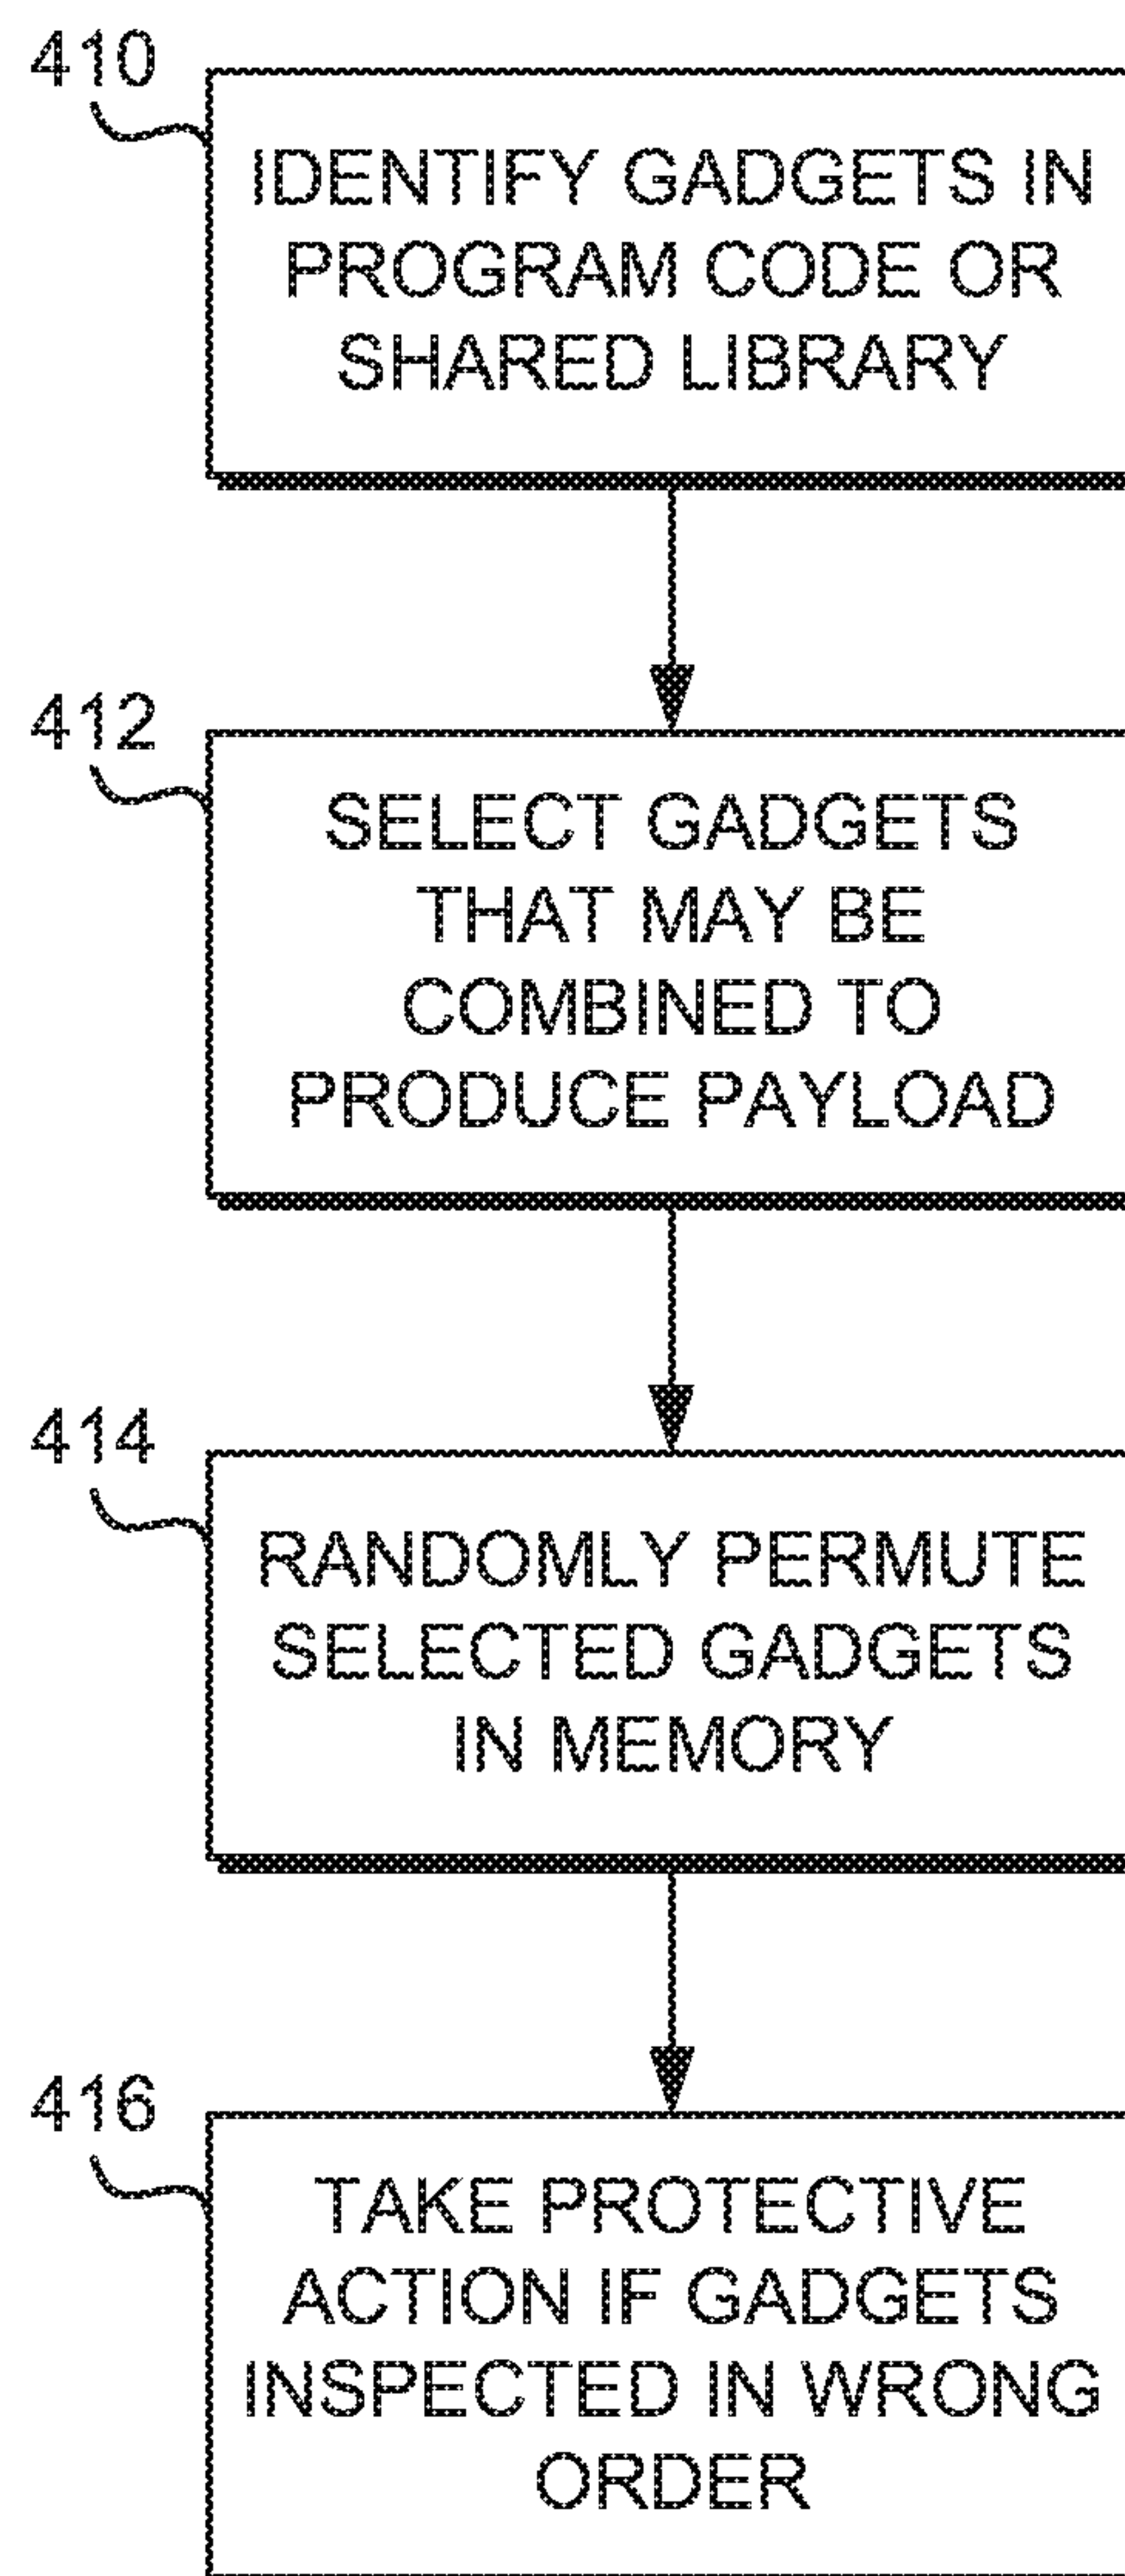 410
IDENTIFY GADGETS IN
PROGRAM CODE OR
SHARED LIBRARY
412
SELECT GADGETS
THAT MAY BE
COMBINED TO
PRODUCE PAYLOAD
414
RANDOMLY PERMUTE
SELECTED GADGETS
IN MEMORY
416
TAKE PROTECTIVE
ACTION IF GADGETS
INSPECTED IN WRONG
ORDER